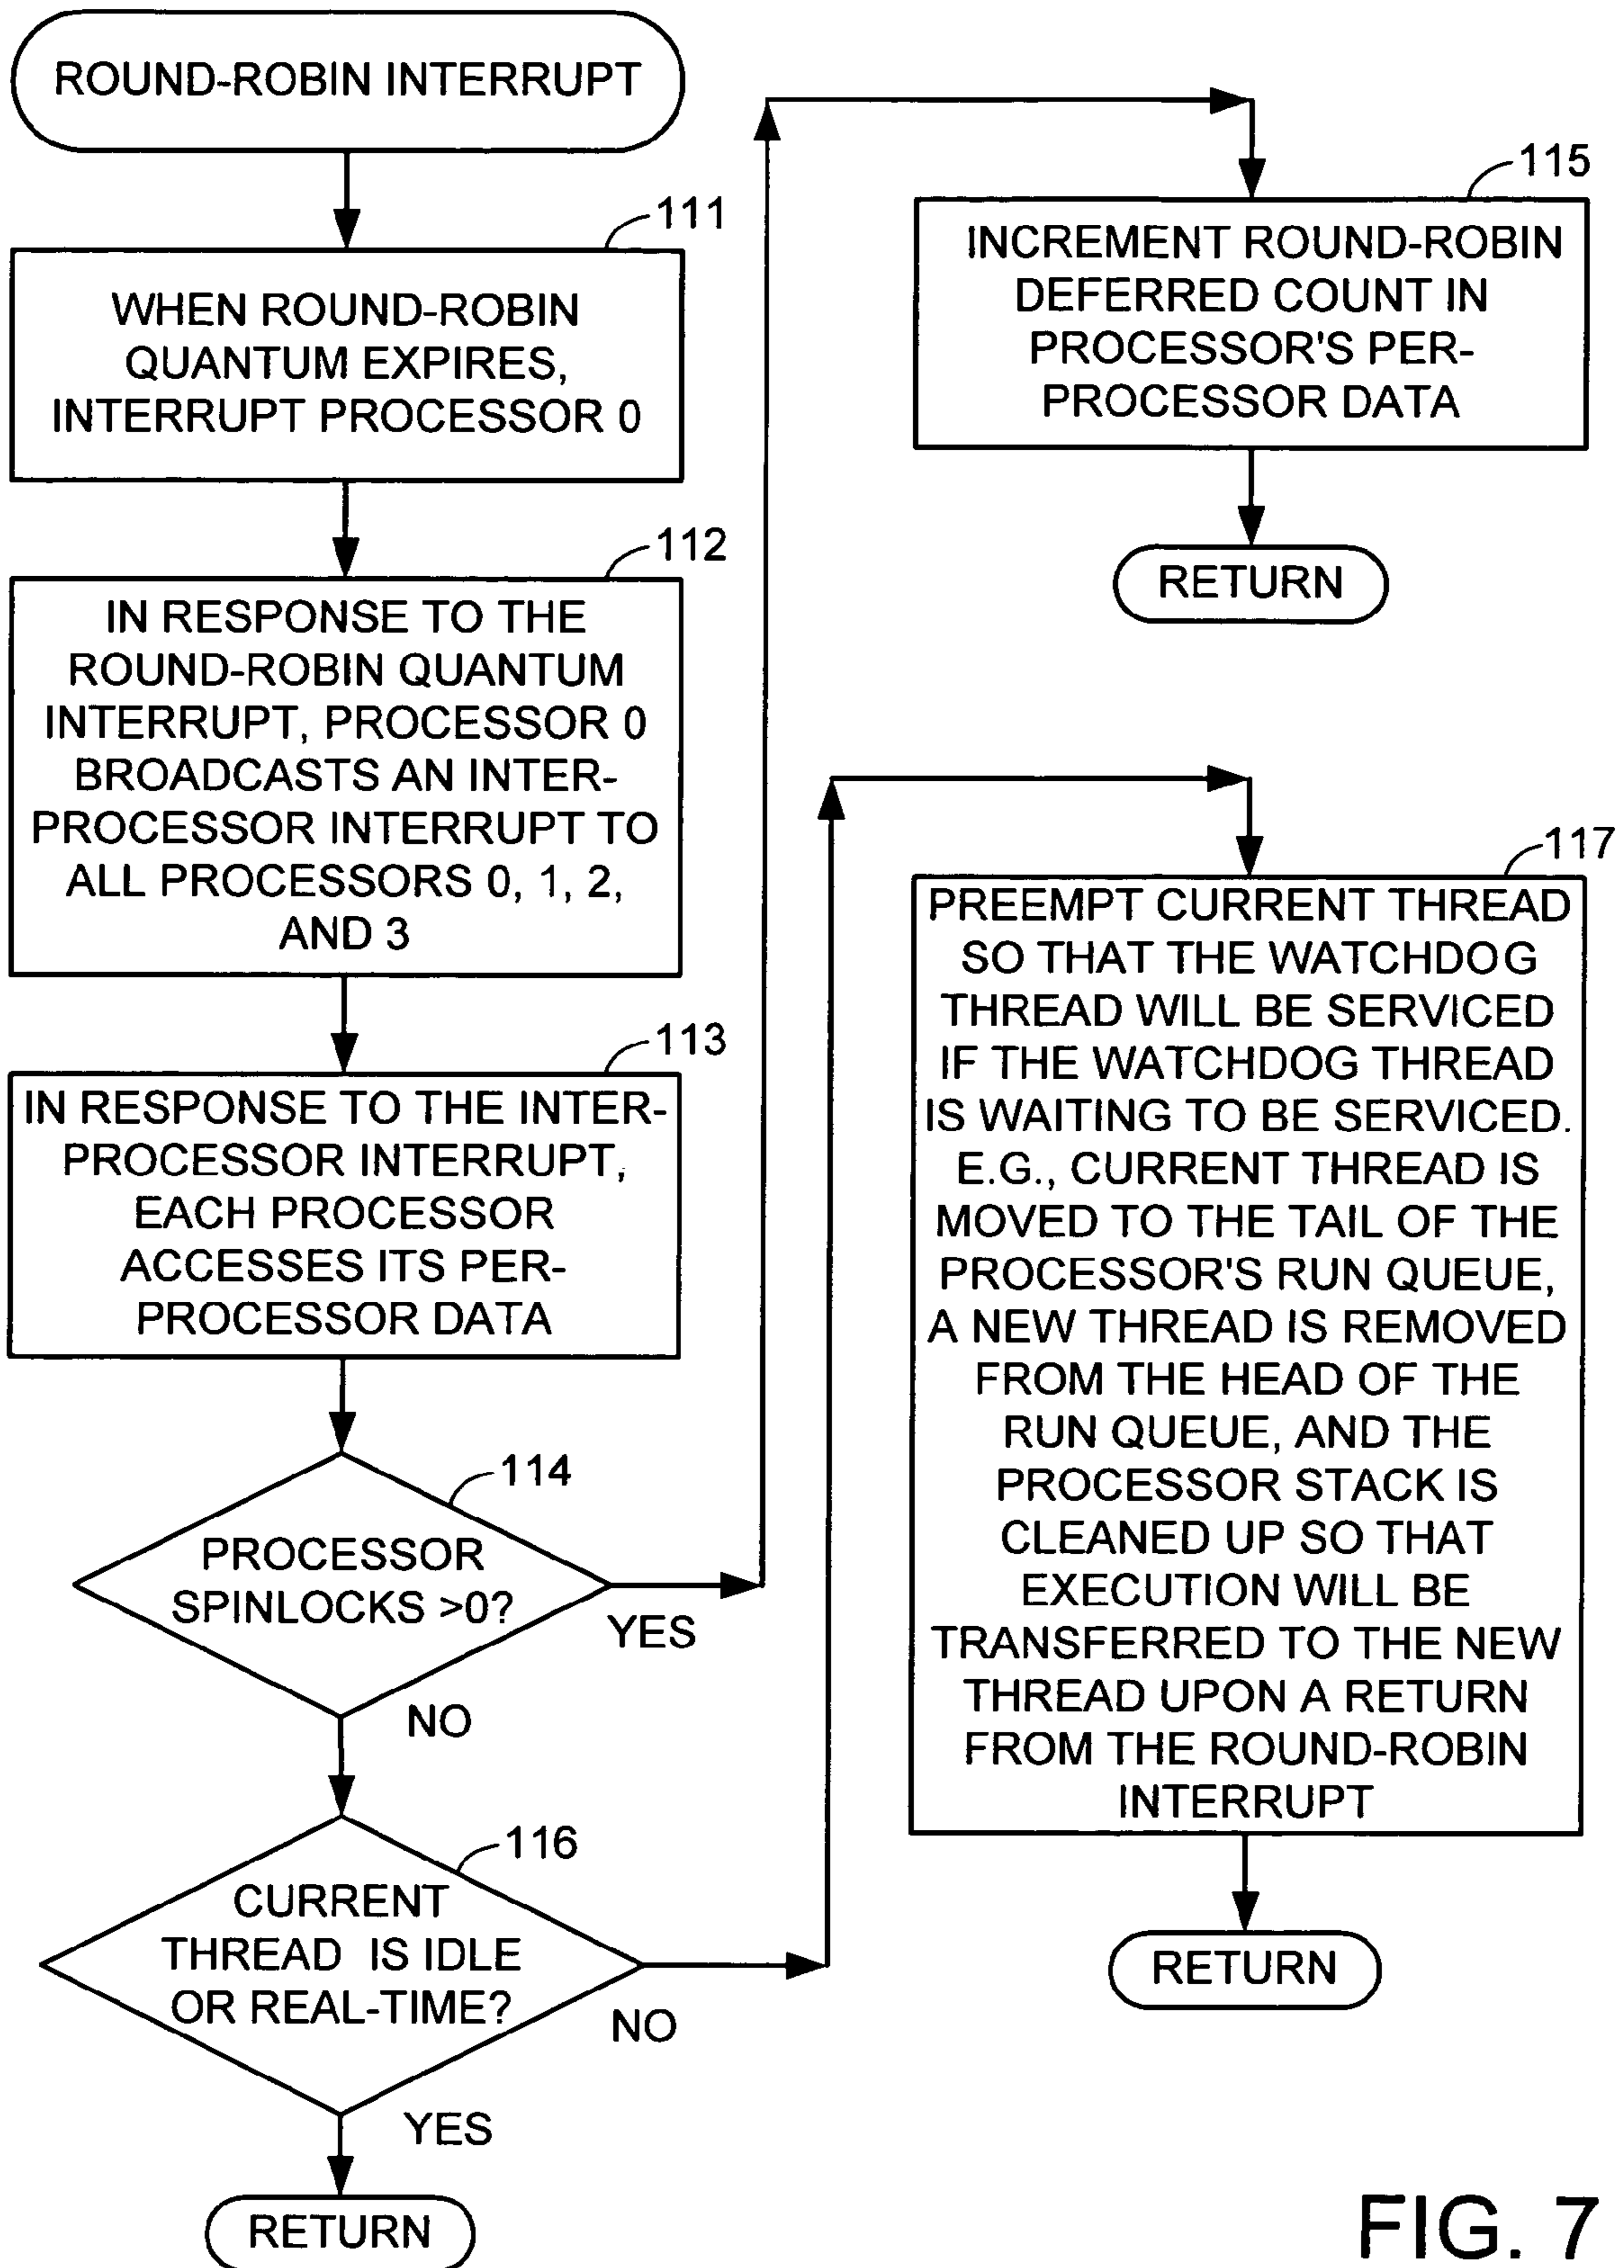 ROUND-ROBIN INTERRUPT
111
WHEN ROUND-ROBIN
QUANTUM EXPIRES,
INTERRUPT PROCESSOR 0
112
IN RESPONSE TO THE
ROUND-ROBIN QUANTUM
INTERRUPT, PROCESSOR 0
BROADCASTS AN INTER-
PROCESSOR INTERRUPT TO
ALL PROCESSORS 0, 1, 2,
AND 3
113
IN RESPONSE TO THE INTER-
PROCESSOR INTERRUPT,
EACH PROCESSOR
ACCESSES ITS PER-
PROCESSOR DATA
114
PROCESSOR
SPINLOCKS >0?
YES
NO
116
CURRENT
THREAD IS IDLE
OR REAL-TIME?
NO
YES
RETURN
115
INCREMENT ROUND-ROBIN
DEFERRED COUNT IN
PROCESSOR'S PER-
PROCESSOR DATA
RETURN
117
PREEMPT CURRENT THREAD
SO THAT THE WATCHDOG
THREAD WILL BE SERVICED
IF THE WATCHDOG THREAD
IS WAITING TO BE SERVICED.
E.G., CURRENT THREAD IS
MOVED TO THE TAIL OF THE
PROCESSOR'S RUN QUEUE,
A NEW THREAD IS REMOVED
FROM THE HEAD OF THE
RUN QUEUE, AND THE
PROCESSOR STACK IS
CLEANED UP SO THAT
EXECUTION WILL BE
TRANSFERRED TO THE NEW
THREAD UPON A RETURN
FROM THE ROUND-ROBIN
INTERRUPT
RETURN
FIG. 7